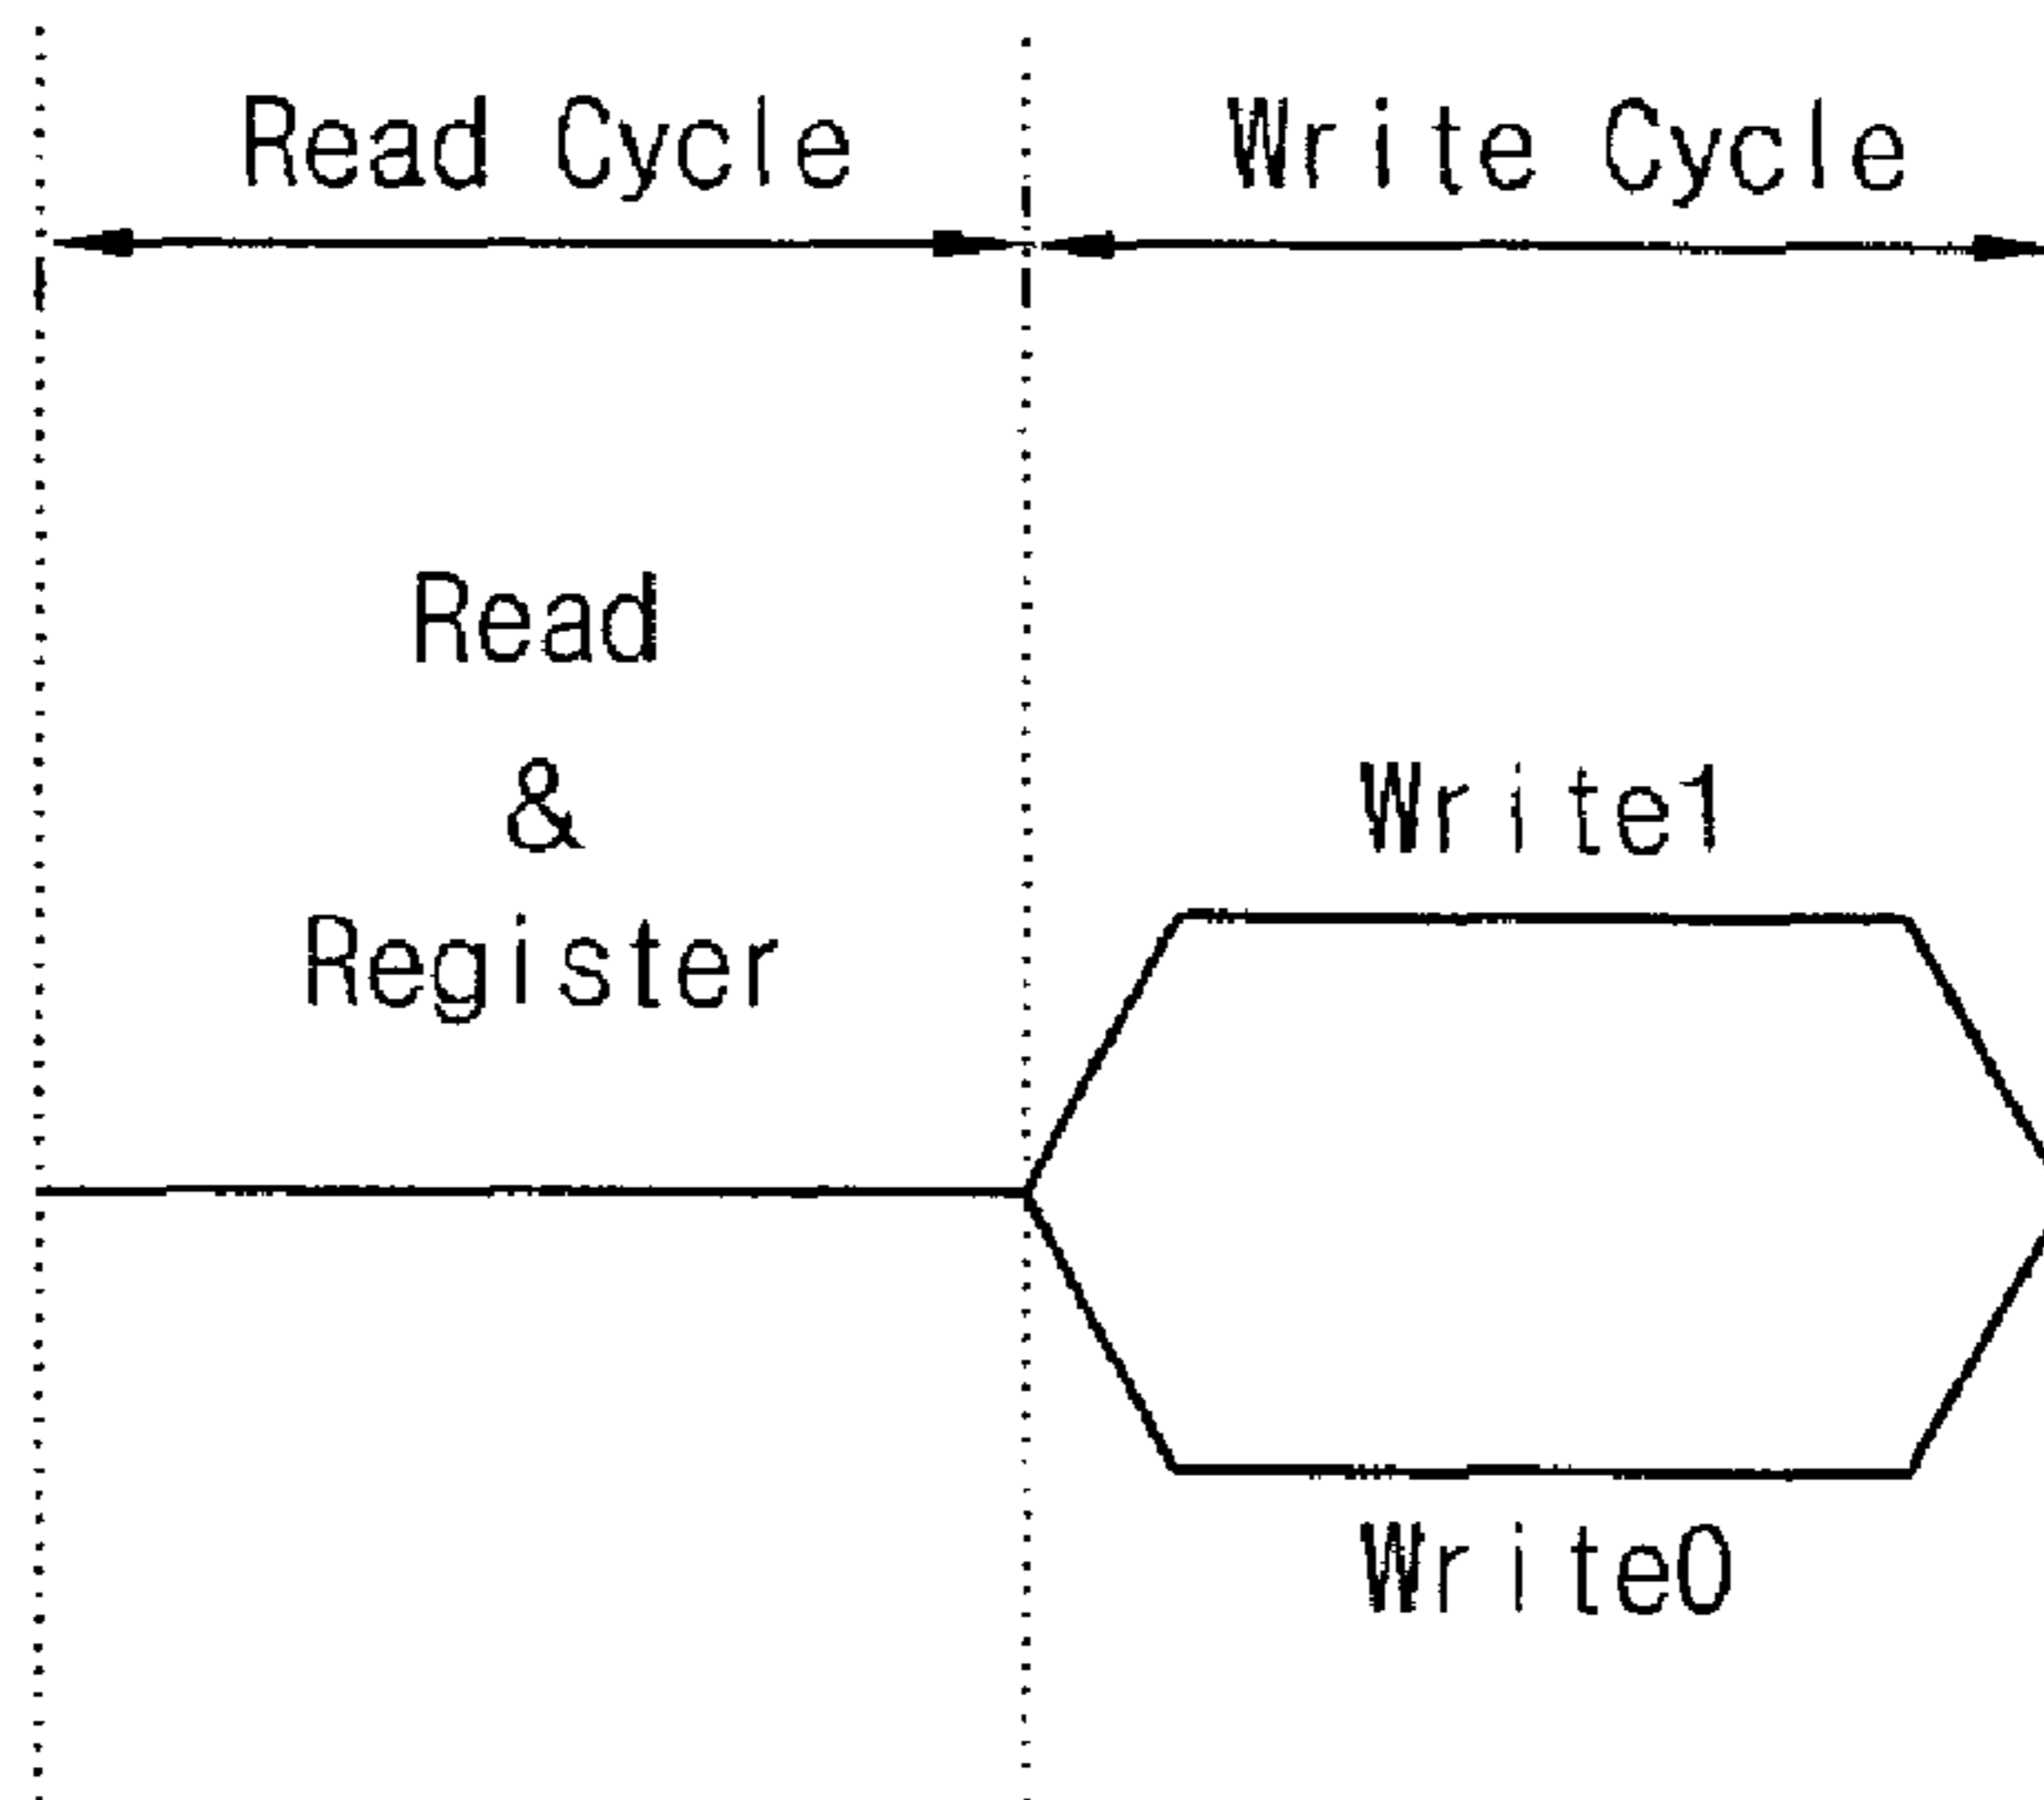 Read Cycle
Write Cycle
Read
&
Register
Write1
Write0